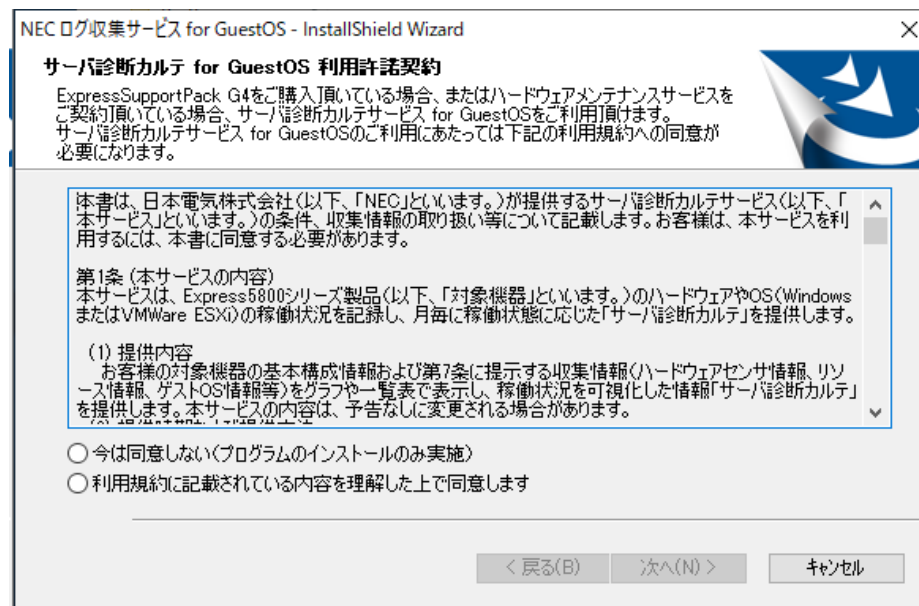 NEC ログ収集サービス for GuestOS - InstallShield Wizard
サーバ診断カルテ for GuestOS 利用許諾契約
ExpressSupportPack G4をご購入頂いている場合、またはハードウェアメンテナンスサービスを
ご契約頂いている場合、サーバ診断カルテサービス for GuestOSをご利用頂けます。
サーバ診断カルテサービス for GuestOSのご利用にあたっては下記の利用規約への同意が
必要になります。
本書は、日本電気株式会社(以下、「NEC」といいます。)が提供するサーバ診断カルテサービス(以下、「
本サービス」といいます。)の条件、収集情報の取り扱い等について記載します。お客様は、本サービスを利
用するには、本書に同意する必要があります。
第1条 (本サービスの内容)
本サービスは、Express5800シリーズ製品(以下、「対象機器」といいます。)のハードウェアやOS(Windows
またはVMWare ESXi)の稼働状況を記録し、月毎に稼働状態に応じた「サーバ診断カルテ」を提供します。
(1) 提供内容
お客様の対象機器の基本構成情報および第7条に提示する収集情報(ハードウェアセンサ情報、リソ
ース情報、ゲストOS情報等)をグラフや一覧表で表示し、稼働状況を可視化した情報「サーバ診断カルテ」
を提供します。本サービスの内容は、予告なしに変更される場合があります。
今は同意しない(プログラムのインストールのみ実施)
利用規約に記載されている内容を理解した上で同意します
< 戻る(B)
次へ(N) >
キャンセル